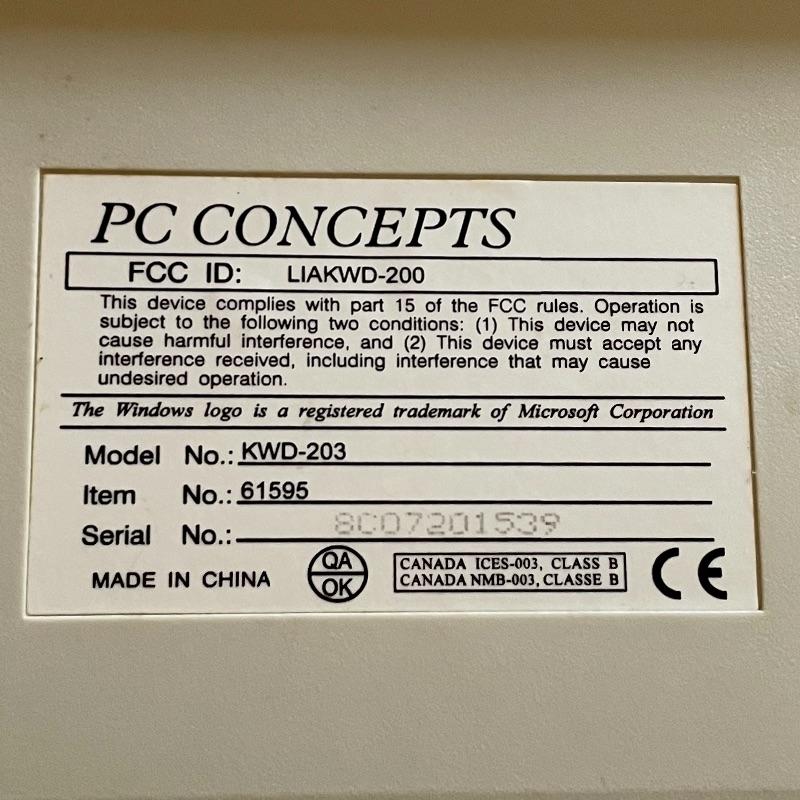 PC CONCEPTS
FCC ID: LIAKWD-200
This device complies with part 15 of the FCC rules. Operation is
subject to the following two conditions: (1) This device may not
cause harmful interference, and (2) This device must accept any
interference received, including interference that may cause
undesired operation.
The Windows logo is a registered trademark of Microsoft Corporation
Model No.: KWD-203
Item No.: 61595
Serial No.: 8C07201539
MADE IN CHINA
QA
OK
CANADA ICES-003, CLASS B
CANADA NMB-003, CLASSE B
CE